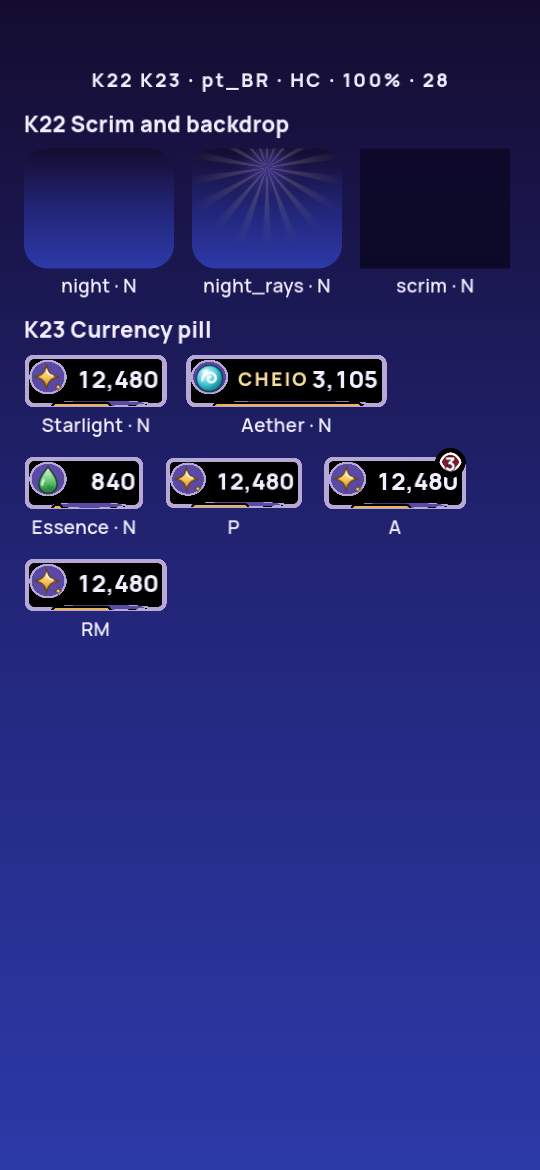 K22 K23 · pt_BR · HC · 100% · 28
K22 Scrim and backdrop
night · N
night_rays · N
scrim · N
K23 Currency pill
12,480
CHEIO 3,105
Starlight · N
Aether · N
840
12,480
12,480
3
Essence · N
P
A
12,480
RM